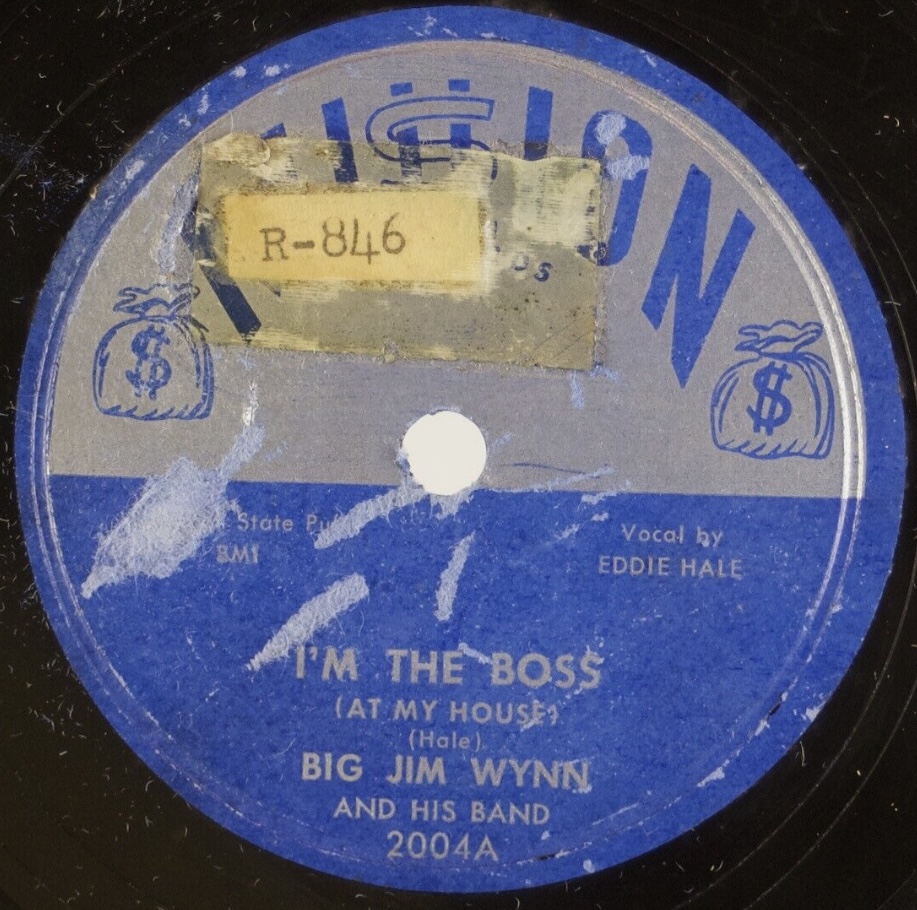 MILLION
R-846
$
$
State
BMI
Vocal by
EDDIE HALE
I'M THE BOSS
(AT MY HOUSE)
(Hale)
BIG JIM WYNN
AND HIS BAND
2004A